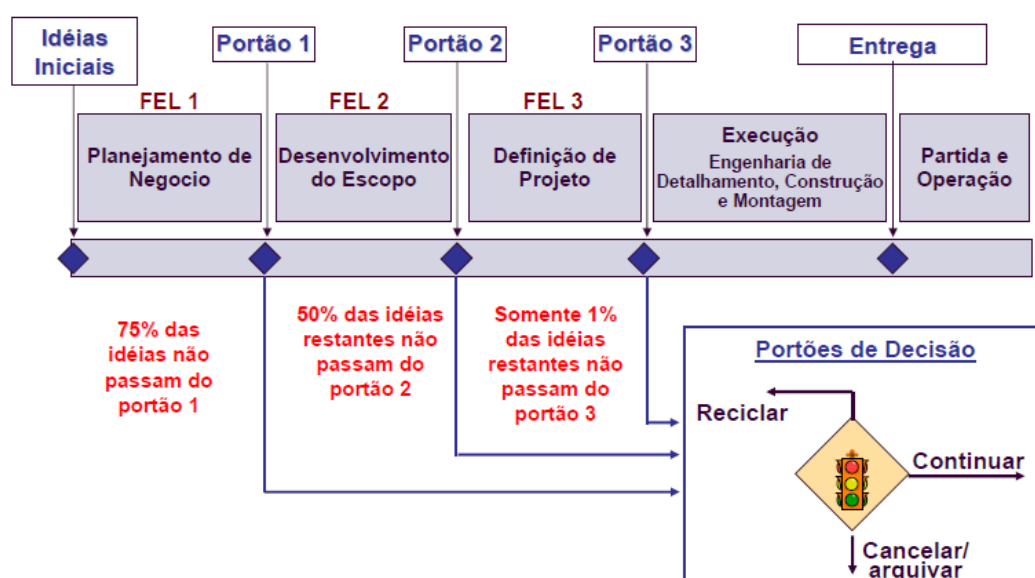 Idéias
Iniciais
Portão 1
Portão 2
Portão 3
Entrega
FEL 1
FEL 2
FEL 3
Planejamento de
Negocio
Desenvolvimento
do Escopo
Definição de
Projeto
Execução
Engenharia de
Detalhamento, Construção
e Montagem
Partida e
Operação
75% das
idéias não
passam do
portão 1
50% das idéias
restantes não
passam do
portão 2
Somente 1%
das idéias
restantes não
passam do
portão 3
Portões de Decisão
Reciclar
Continuar
Cancelar/
arquivar